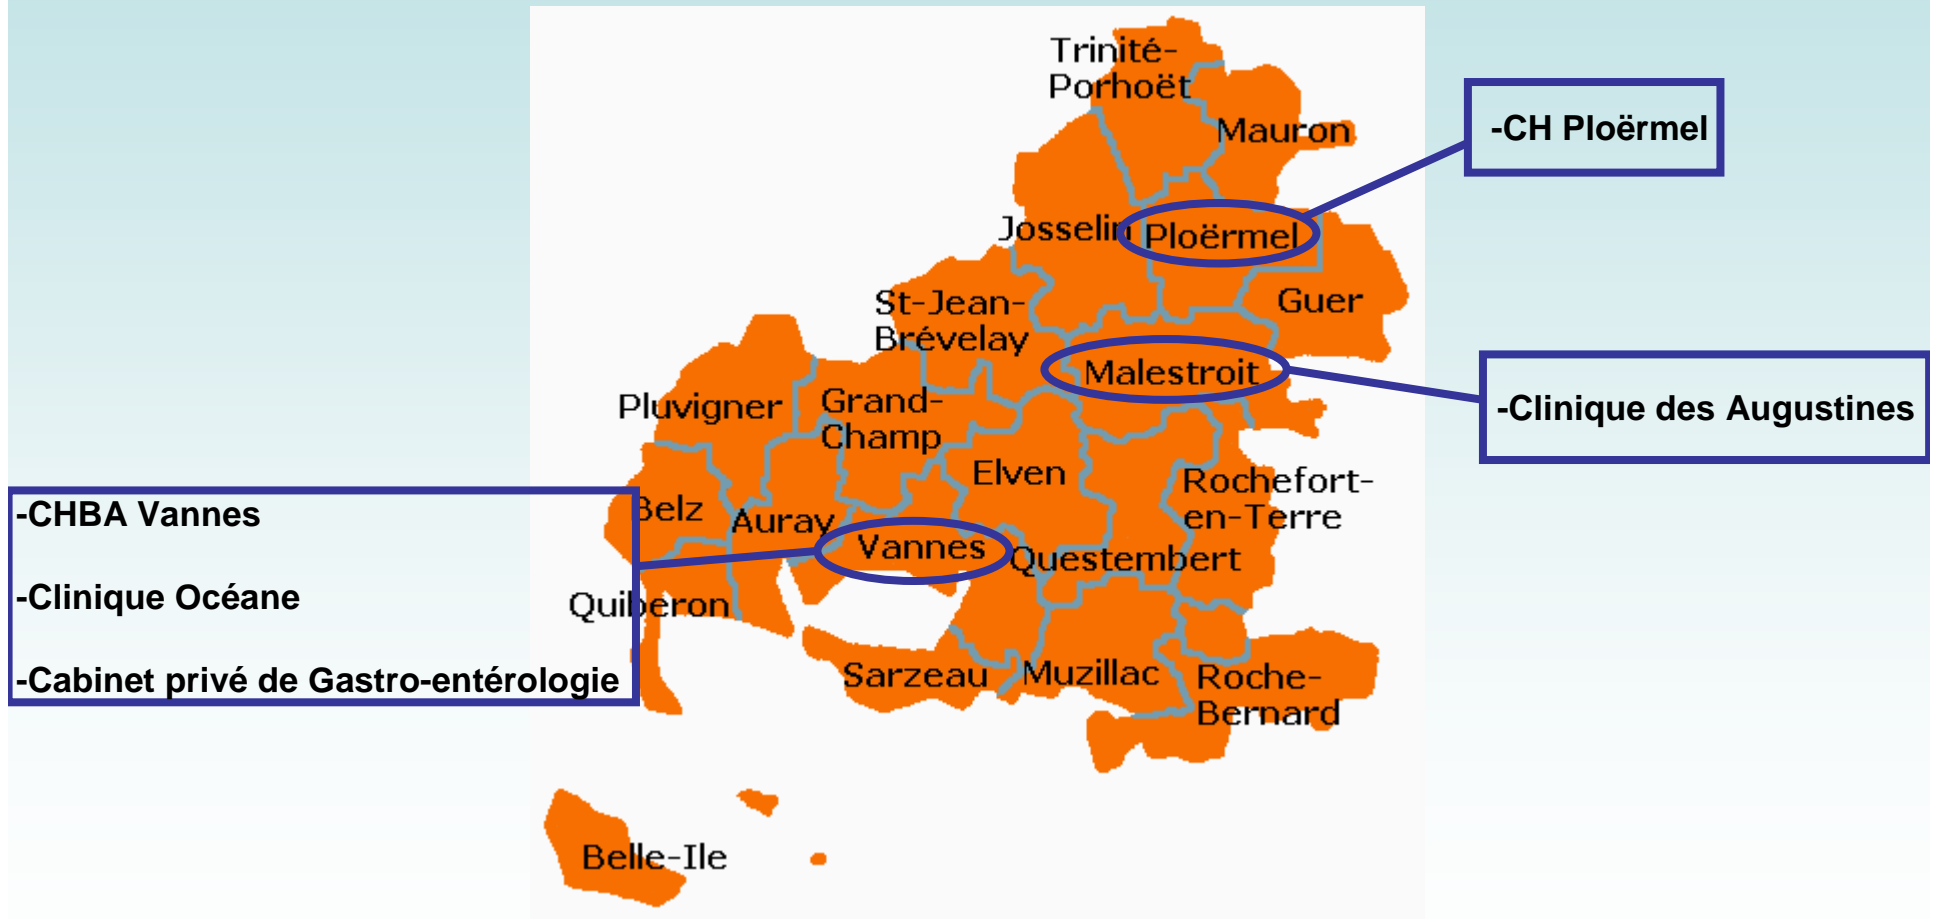 Trinité-
Porhoët
Mauron
-CH Ploërmel
Josselin
Ploërmel
St-Jean-
Brévelay
Guer
Malestroit
-Clinique des Augustines
Pluvigner
Grand-
Champ
Elven
Rochefort-
en-Terre
-CHBA Vannes
-Clinique Océane
-Cabinet privé de Gastro-entérologie
Belz
Auray
Vannes
Questembert
Quiberon
Sarzeau
Muzillac
Roche-
Bernard
Belle-Ile